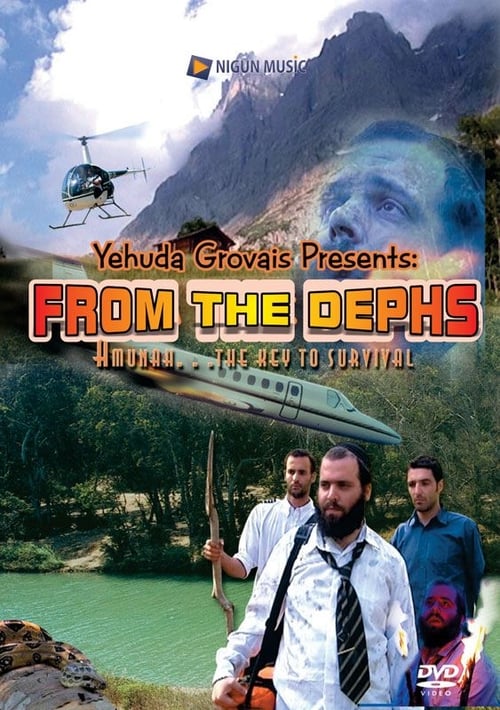 NIGUN MUSIC
Yehuda Grovais Presents:
FROM THE DEPHS
AMUNAH. . .THE KEY TO SURVIVAL
DVD
VIDEO